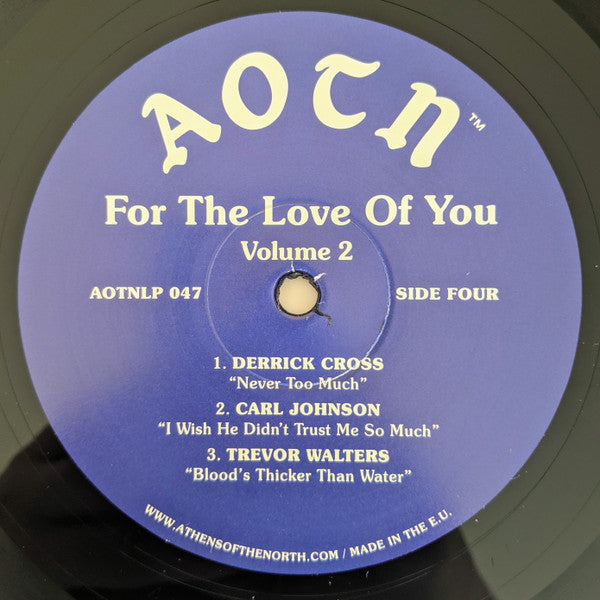 AOTN™
For The Love Of You
Volume 2
AOTNLP 047 SIDE FOUR
1. DERRICK CROSS
“Never Too Much”
2. CARL JOHNSON
“I Wish He Didn’t Trust Me So Much”
3. TREVOR WALTERS
“Blood’s Thicker Than Water”
WWW.ATHENSOFTHENORTH.COM / MADE IN THE E.U.